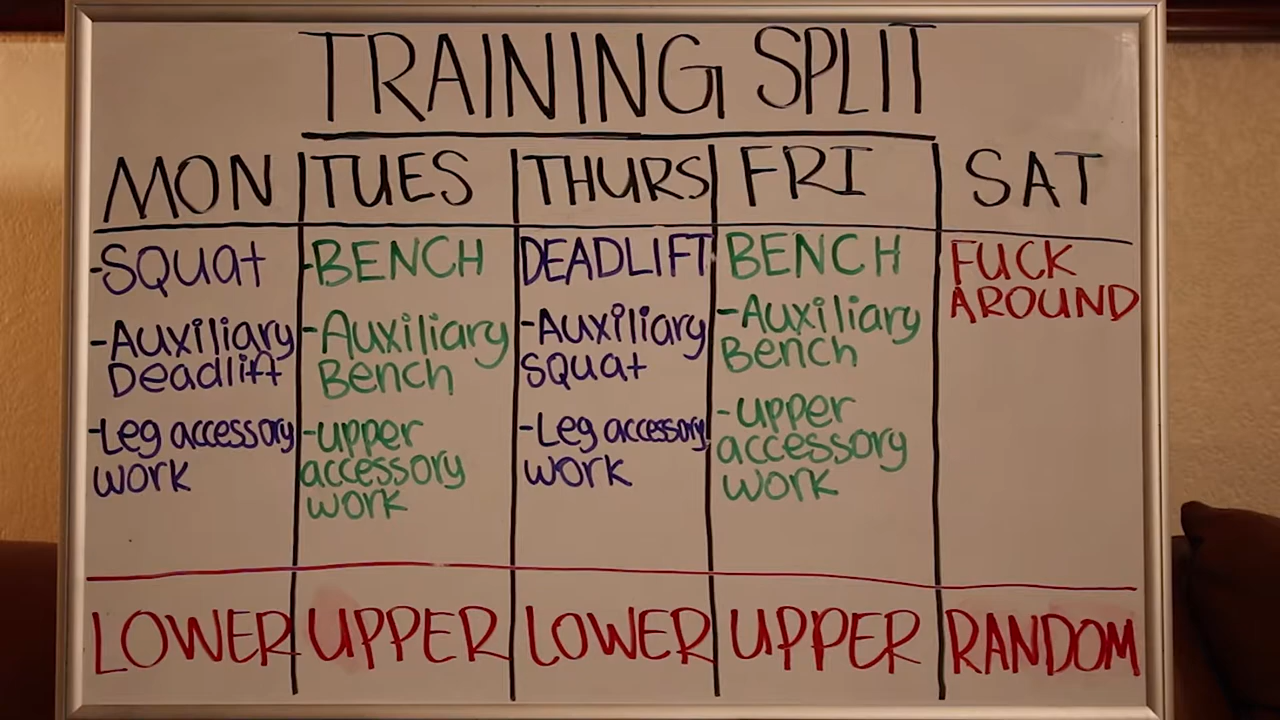 TRAINING SPLIT
MON
TUES
THURS
FRI
SAT
-SQUAt
-Auxiliary
Deadlift
-Leg accessory
work
-BENCH
-Auxiliary
Bench
-upper
accessory
work
DEADLIFT
-Auxiliary
SQUAt
-Leg accessory
work
BENCH
-Auxiliary
Bench
-upper
accessory
work
FUCK
AROUND
LOWER
UPPER
LOWER
UPPER
RANDOM